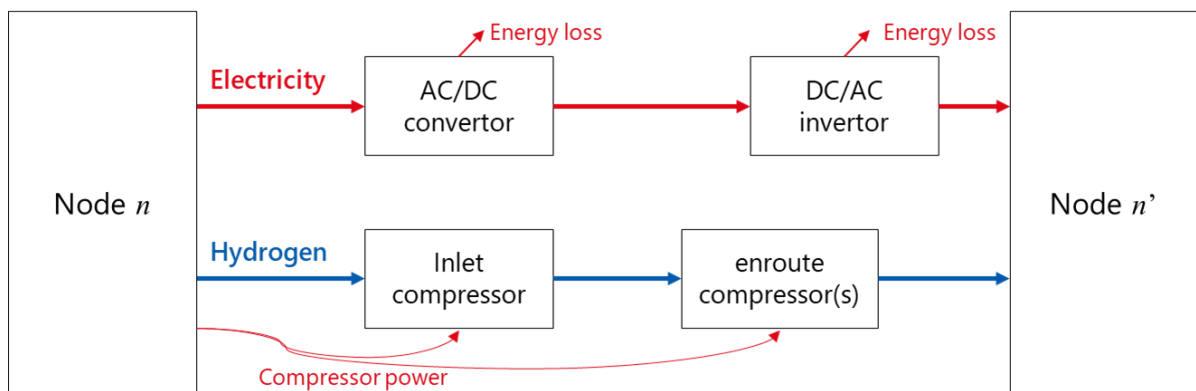 Energy loss
Energy loss
Electricity
AC/DC
convertor
DC/AC
invertor
Node n
Node n’
Hydrogen
Inlet
compressor
enroute
compressor(s)
Compressor power